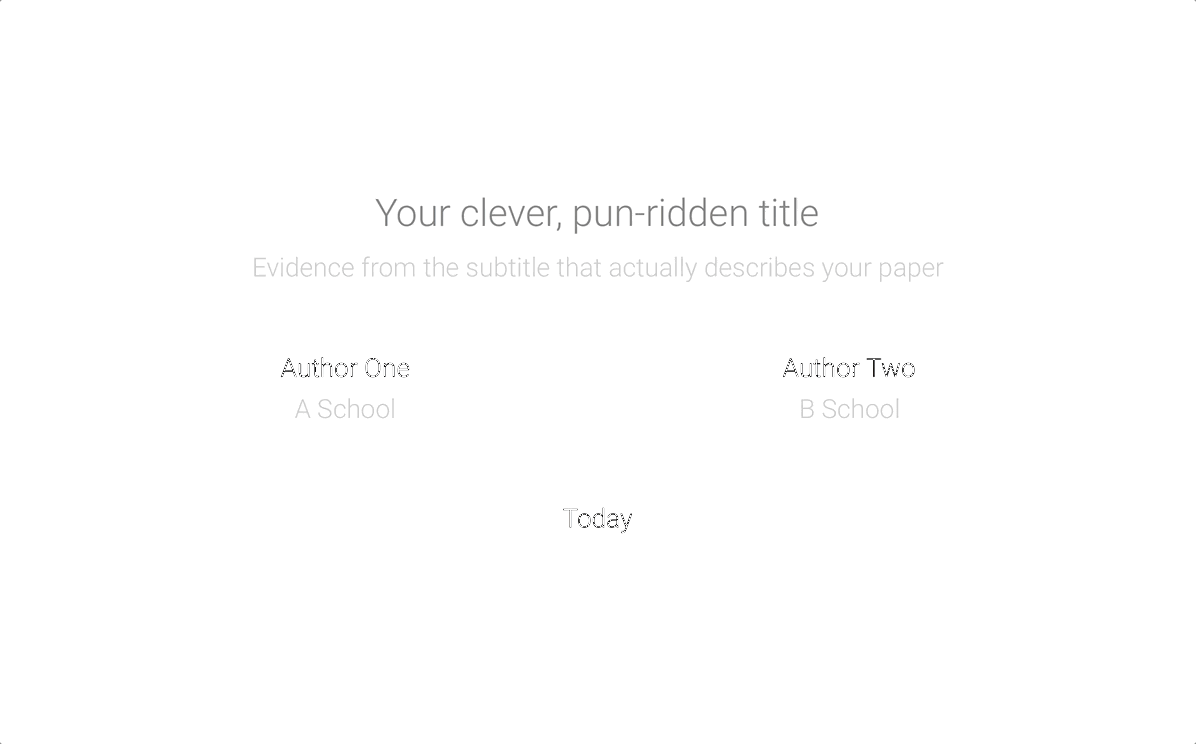 Your clever, pun-ridden title
Evidence from the subtitle that actually describes your paper
Author One
Author Two
A School
B School
Today